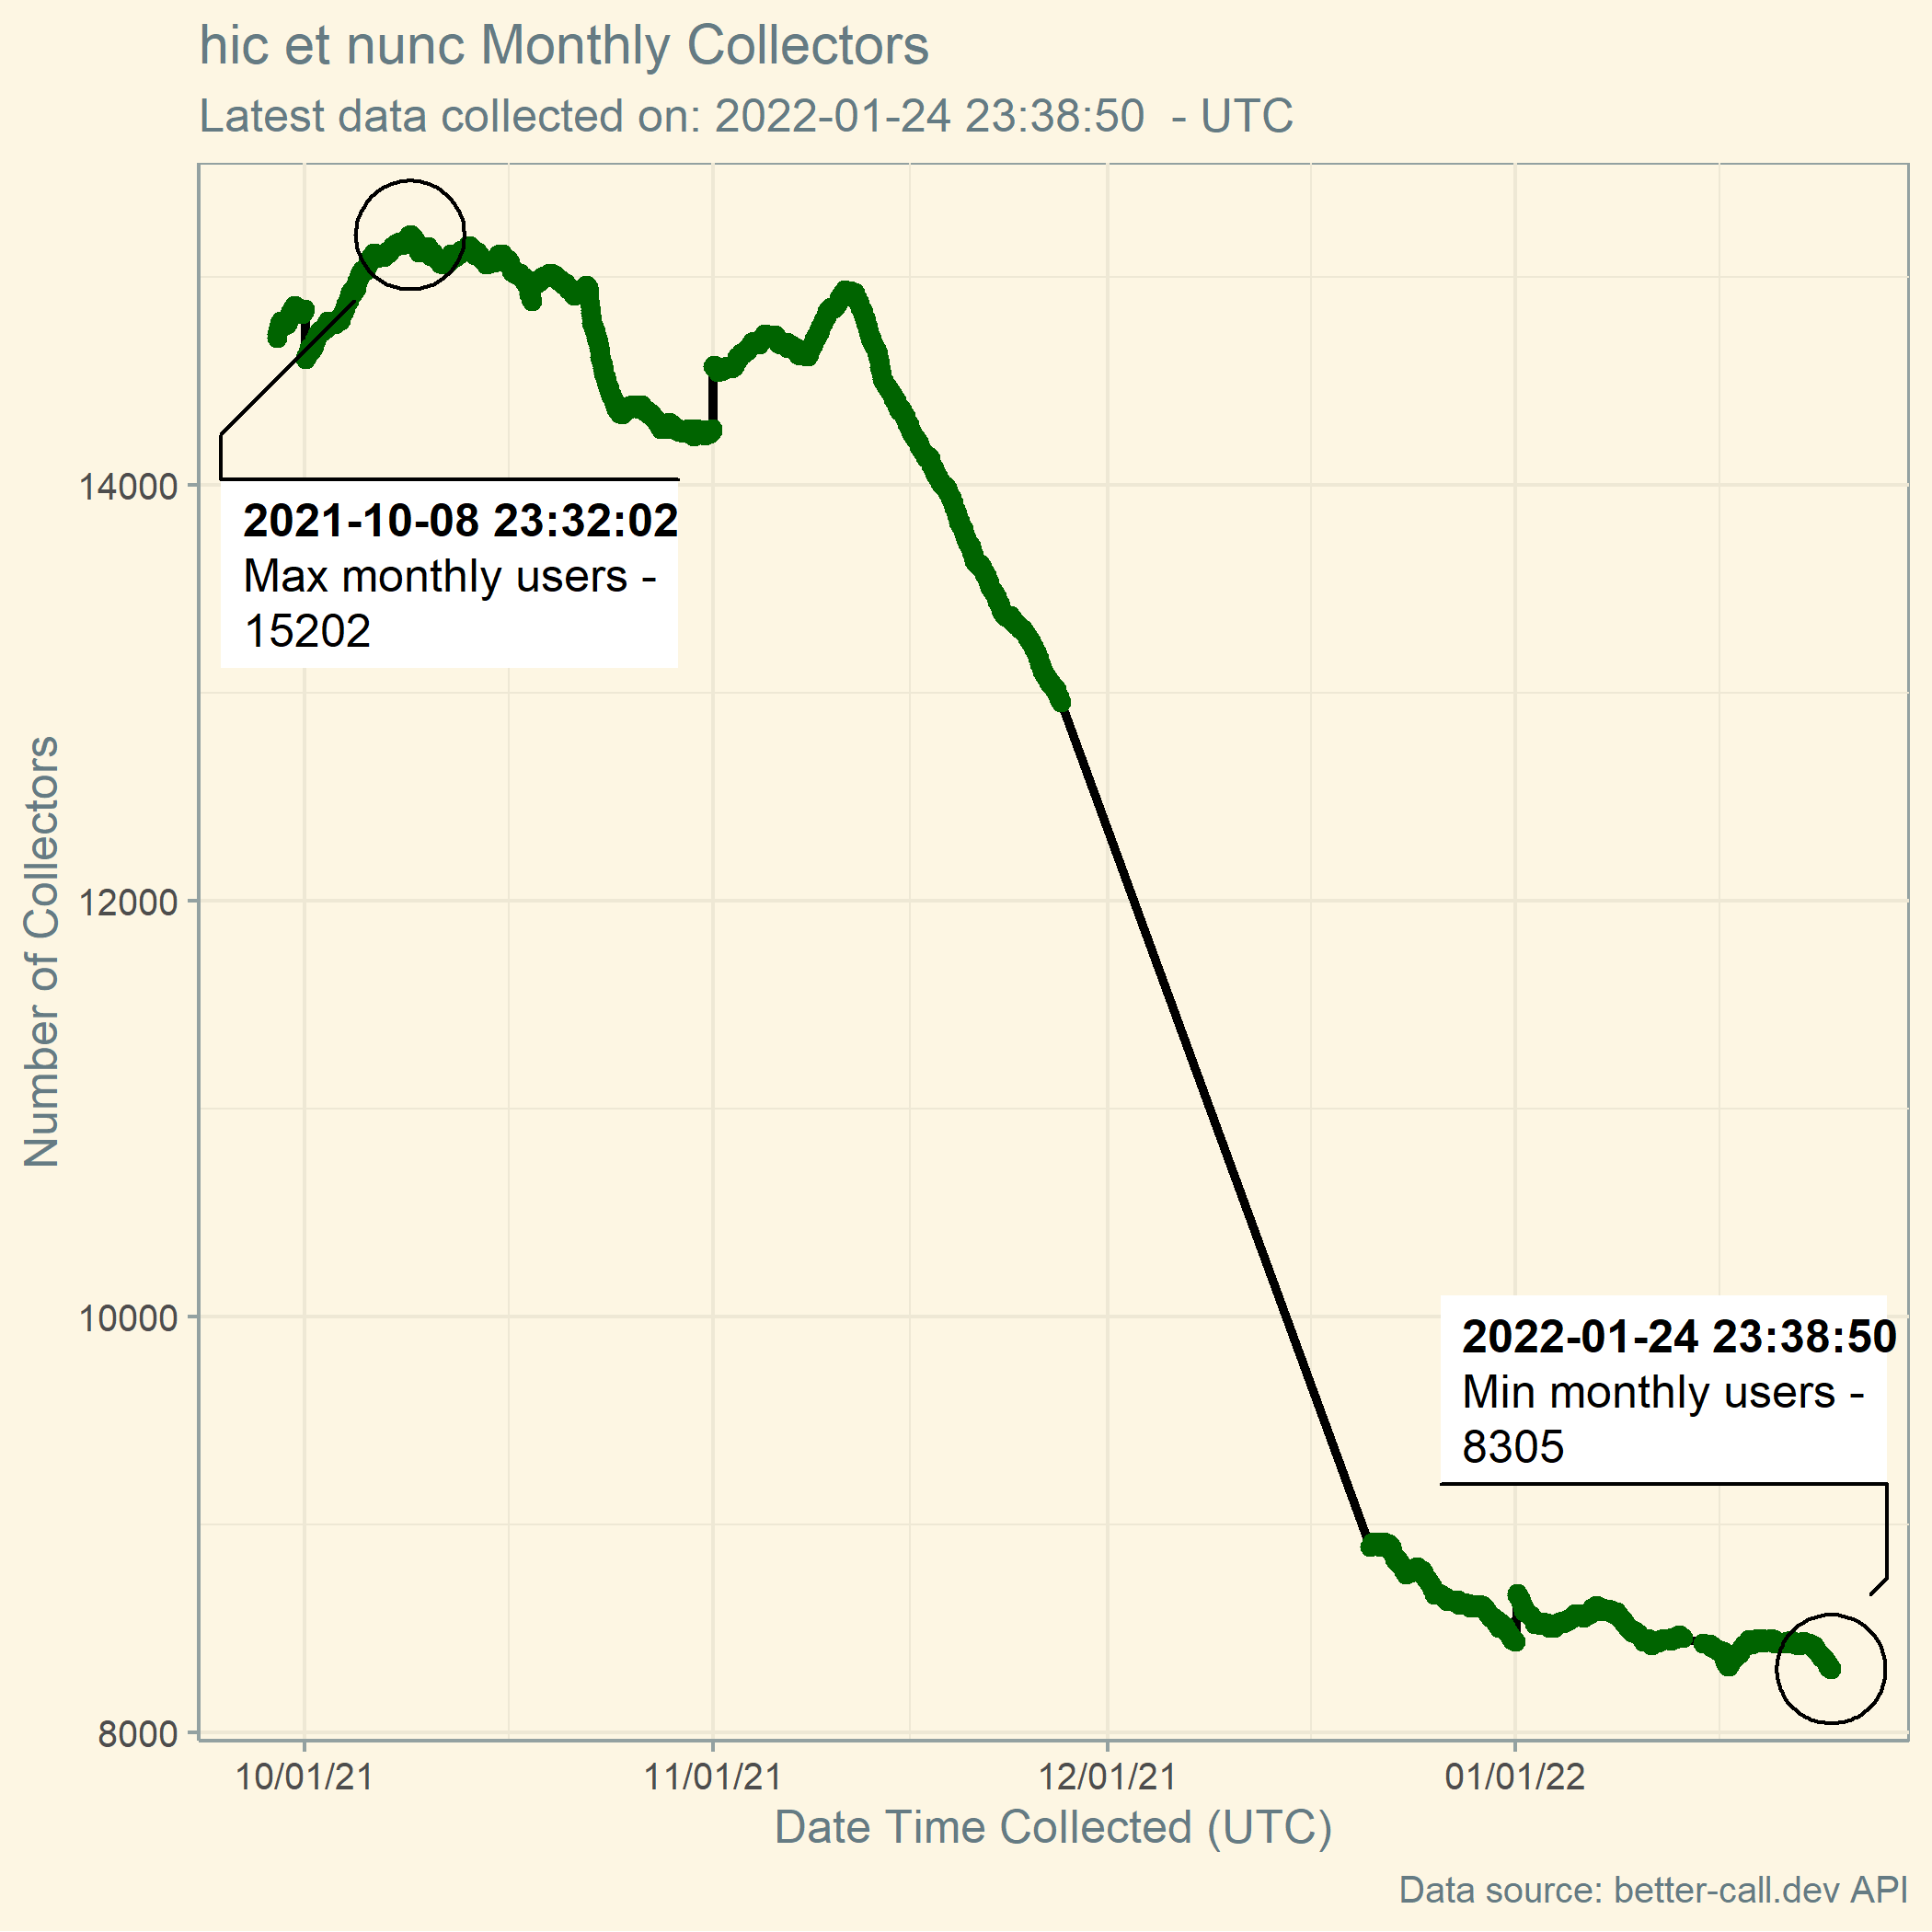 hic et nunc Monthly Collectors
Latest data collected on: 2022-01-24 23:38:50  - UTC
Number of Collectors
14000
12000
10000
8000
2021-10-08 23:32:02
Max monthly users -
15202
2022-01-24 23:38:50
Min monthly users -
8305
10/01/21
11/01/21
12/01/21
01/01/22
Date Time Collected (UTC)
Data source: better-call.dev API